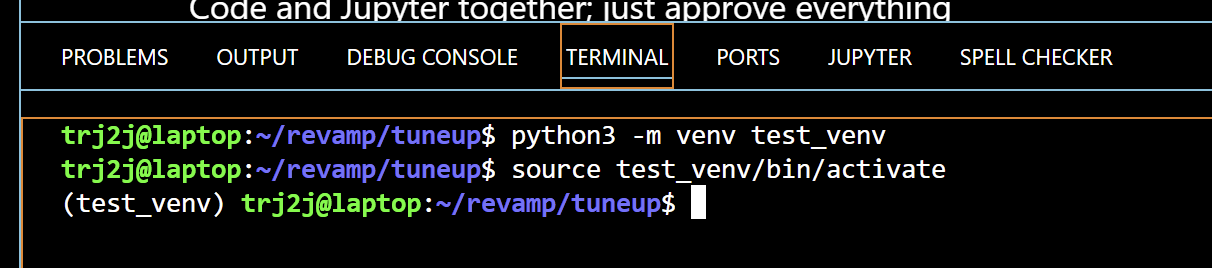 Code and Jupyter together; just approve everything
PROBLEMS OUTPUT DEBUG CONSOLE TERMINAL PORTS JUPYTER SPELL CHECKER
trj2j@laptop:~/revamp/tuneup$ python3 -m venv test_venv
trj2j@laptop:~/revamp/tuneup$ source test_venv/bin/activate
(test_venv) trj2j@laptop:~/revamp/tuneup$